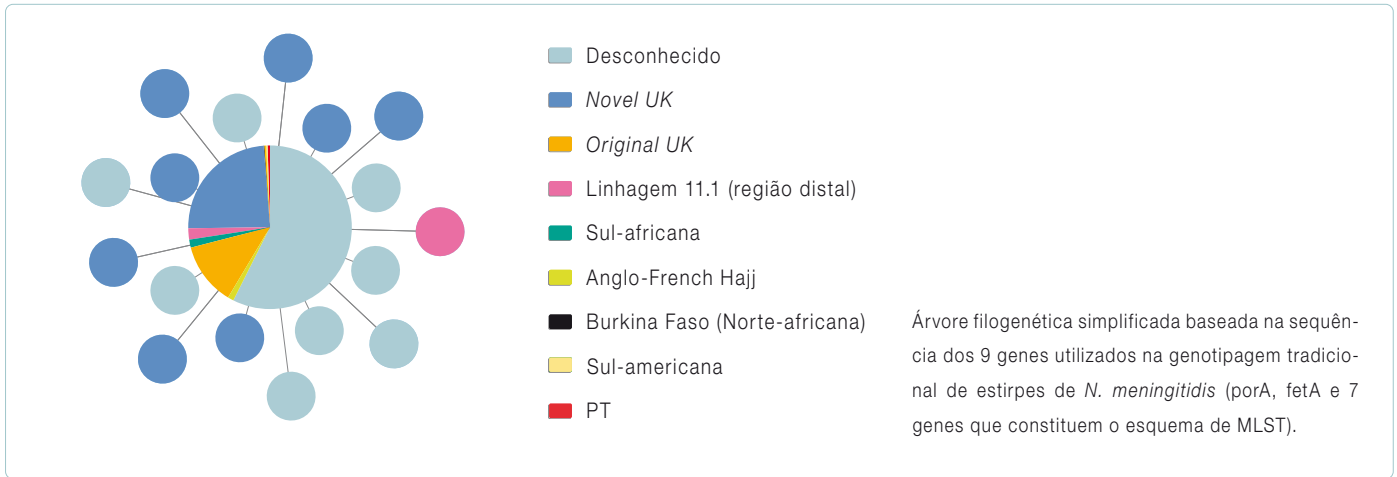 Desconhecido
Novel UK
Original UK
Linhagem 11.1 (região distal)
Sul-africana
Anglo-French Hajj
Burkina Faso (Norte-africana)
Sul-americana
PT
Árvore filogenética simplificada baseada na sequên-
cia dos 9 genes utilizados na genotipagem tradicio-
nal de estirpes de N. meningitidis (porA, fetA e 7
genes que constituem o esquema de MLST).